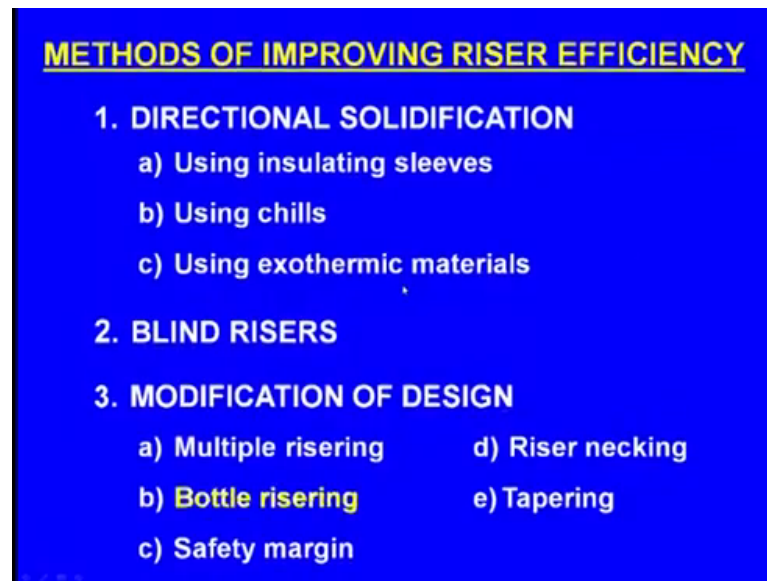 METHODS OF IMPROVING RISER EFFICIENCY
1. DIRECTIONAL SOLIDIFICATION
a) Using insulating sleeves
b) Using chills
c) Using exothermic materials
2. BLIND RISERS
3. MODIFICATION OF DESIGN
a) Multiple risering
b) Bottle risering
c) Safety margin
d) Riser necking
e) Tapering